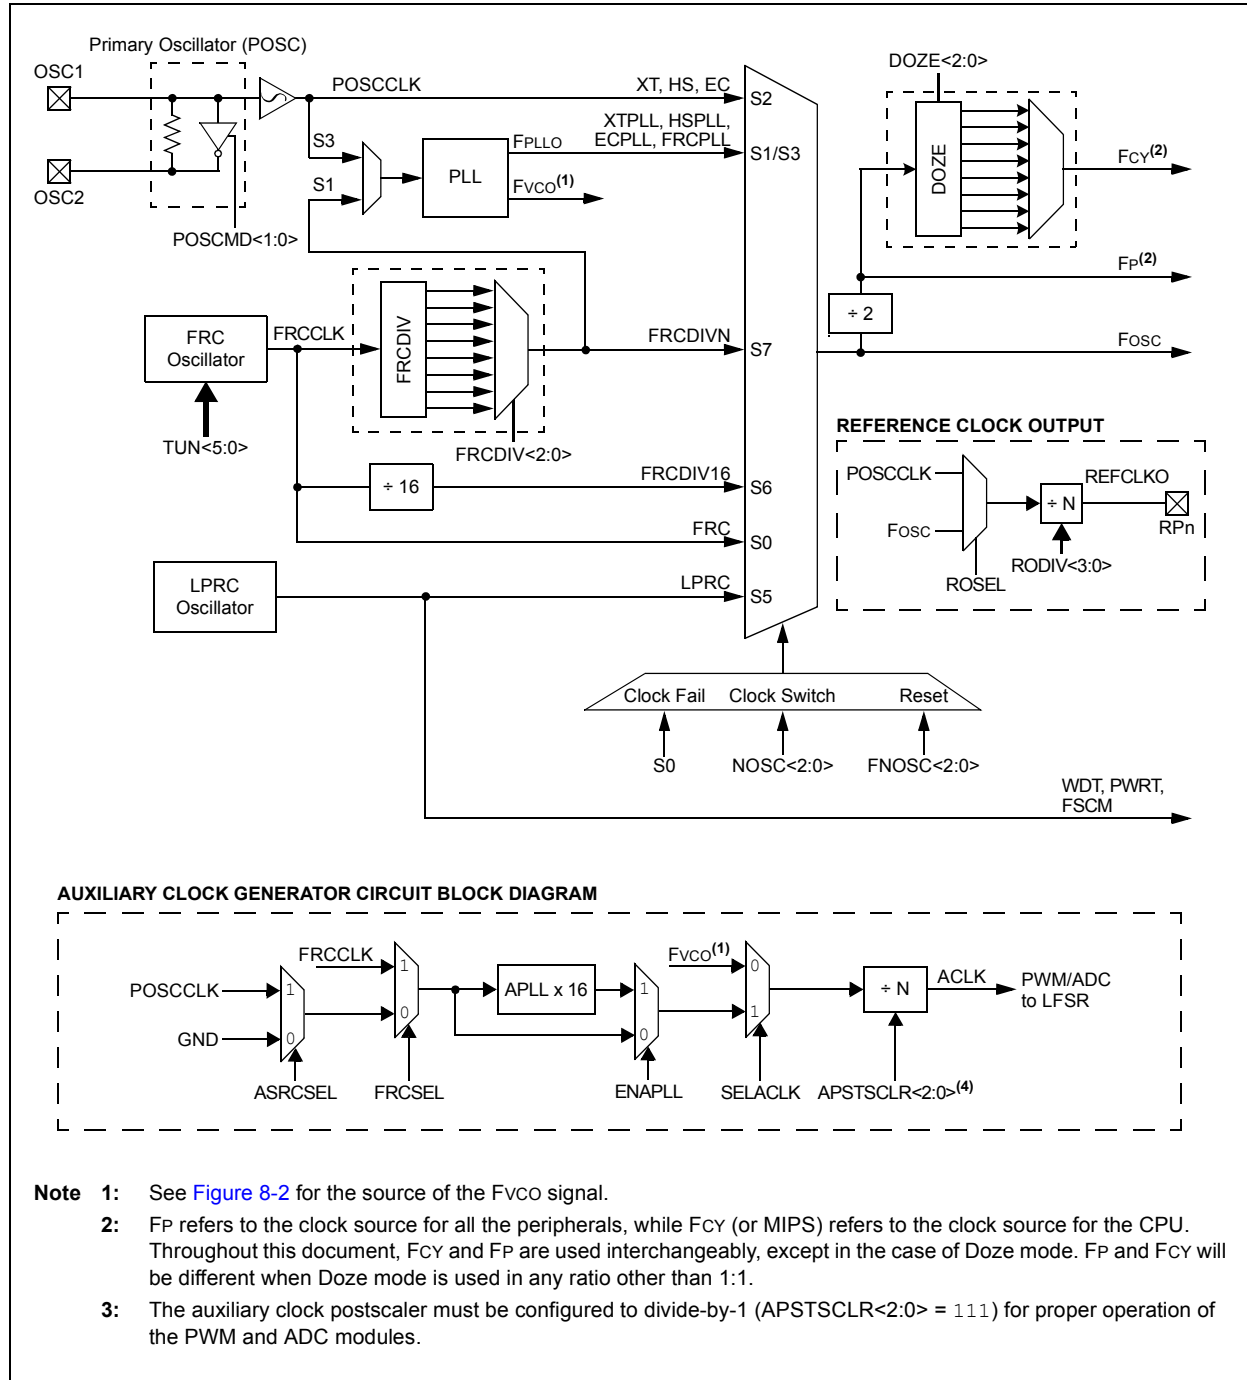 Primary Oscillator (POSC)
OSC1
OSC2
POSCCLK
POSCMD<1:0>
S3
S1
PLL
FPLLO
FVCO(1)
XT, HS, EC
S2
XTPLL, HSPLL,
ECPLL, FRCPLL
S1/S3
DOZE<2:0>
DOZE
FCY(2)
FP(2)
÷ 2
FOSC
FRC
Oscillator
TUN<5:0>
FRCCLK
FRCDIV
FRCDIV<2:0>
FRCDIVN
S7
÷ 16
FRCDIV16
S6
FRC
S0
LPRC
Oscillator
LPRC
S5
REFERENCE CLOCK OUTPUT
POSCCLK
FOSC
ROSEL
÷ N
RODIV<3:0>
REFCLKO
RPn
Clock Fail Clock Switch Reset
S0 NOSC<2:0> FNOSC<2:0>
WDT, PWRT,
FSCM
AUXILIARY CLOCK GENERATOR CIRCUIT BLOCK DIAGRAM
POSCCLK
GND
1
0
ASRCSEL
FRCCLK
1
0
FRCSEL
APLL x 16
1
0
ENAPLL
FVCO(1)
0
1
SELACLK
÷ N
APSTSCLR<2:0>(4)
ACLK
PWM/ADC
to LFSR
Note 1: See Figure 8-2 for the source of the FVCO signal.
2: FP refers to the clock source for all the peripherals, while FCY (or MIPS) refers to the clock source for the CPU.
Throughout this document, FCY and FP are used interchangeably, except in the case of Doze mode. FP and FCY will
be different when Doze mode is used in any ratio other than 1:1.
3: The auxiliary clock postscaler must be configured to divide-by-1 (APSTSCLR<2:0> = 111) for proper operation of
the PWM and ADC modules.